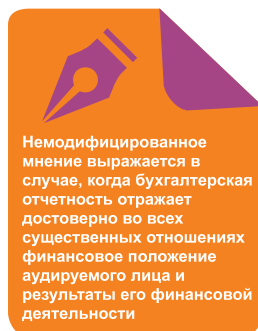 Немодифицированное
мнение выражается в
случае, когда бухгалтерская
отчетность отражает
достоверно во всех
существенных отношениях
финансовое положение
аудируемого лица и
результаты его финансовой
деятельности